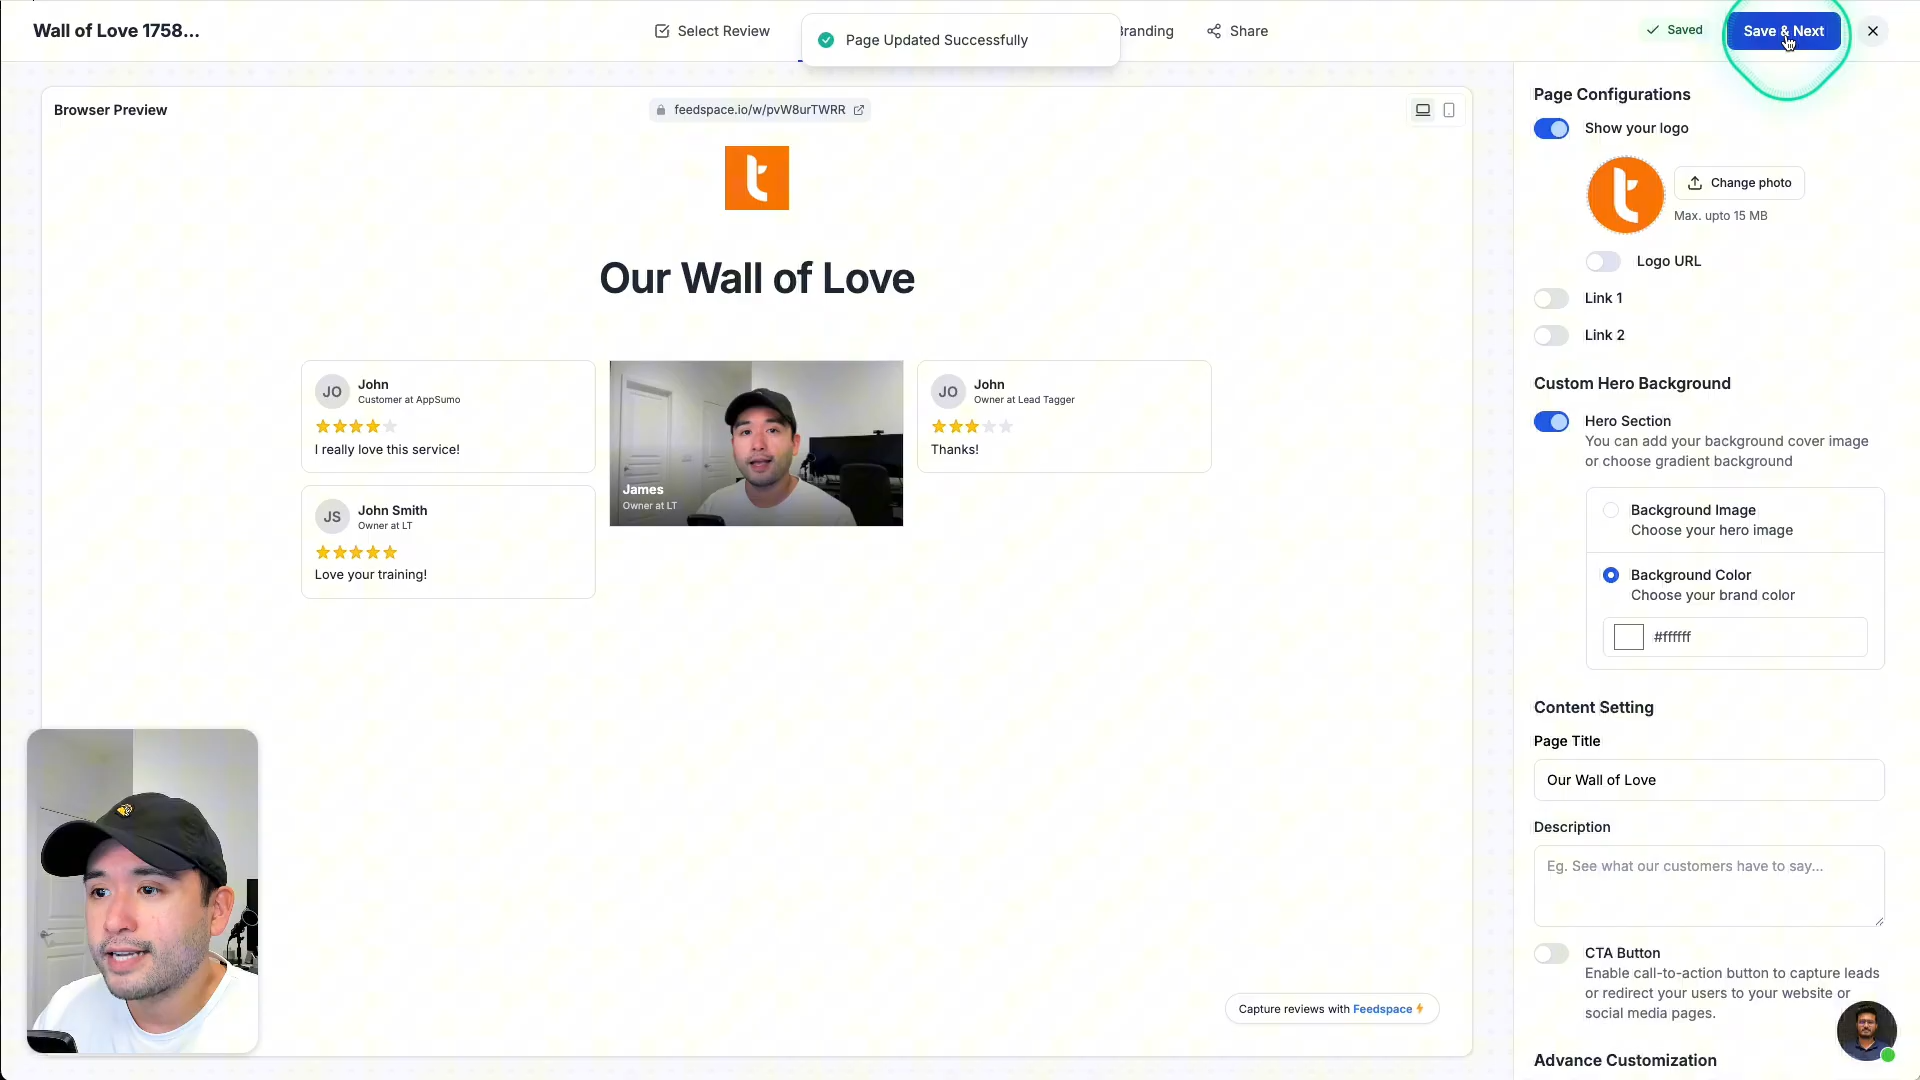 Wall of Love 1758...
Select Review
Page Updated Successfully
Branding
Share
Saved
Save & Next
Browser Preview
feedspace.io/w/pvW8urTWRR
Our Wall of Love
JO
John
Customer at AppSumo
I really love this service!
JS
John Smith
Owner at LT
Love your training!
James
Owner at LT
JO
John
Owner at Lead Tagger
Thanks!
Capture reviews with Feedspace
Page Configurations
Show your logo
Change photo
Max. upto 15 MB
Logo URL
Link 1
Link 2
Custom Hero Background
Hero Section
You can add your background cover image
or choose gradient background
Background Image
Choose your hero image
Background Color
Choose your brand color
#ffffff
Content Setting
Page Title
Our Wall of Love
Description
Eg. See what our customers have to say...
CTA Button
Enable call-to-action button to capture leads
or redirect your users to your website or
social media pages.
Advance Customization